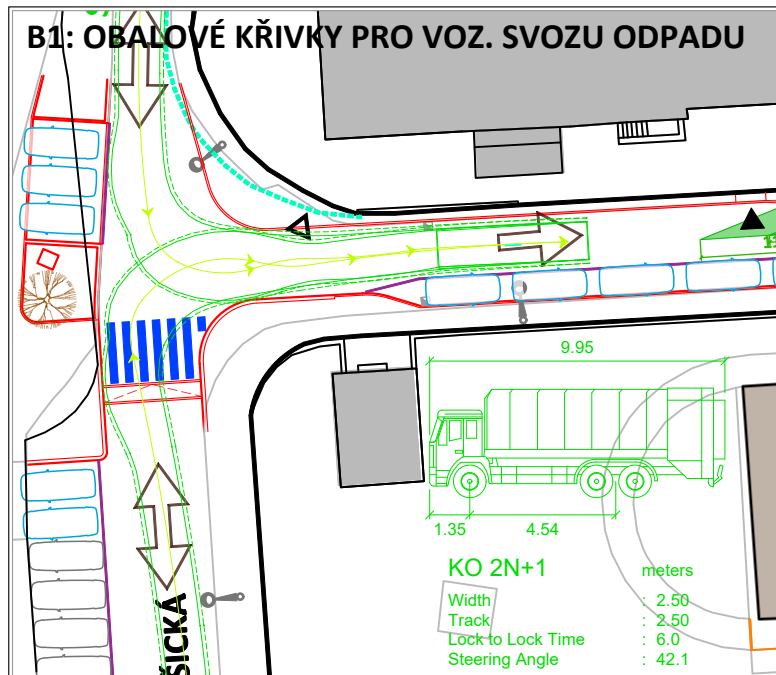 B1: OBALOVÉ KŘIVKY PRO VOZ. SVOZU ODPADU
9.95
1.35
4.54
KO 2N+1
meters
Width : 2.50
Track : 2.50
Lock to Lock Time : 6.0
Steering Angle : 42.1